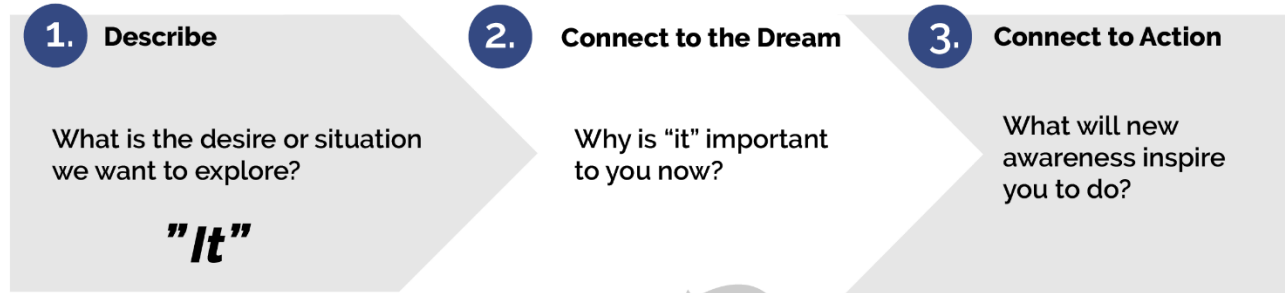 1.
Describe
What is the desire or situation
we want to explore?
”It”
2.
Connect to the Dream
Why is “it” important
to you now?
3.
Connect to Action
What will new
awareness inspire
you to do?